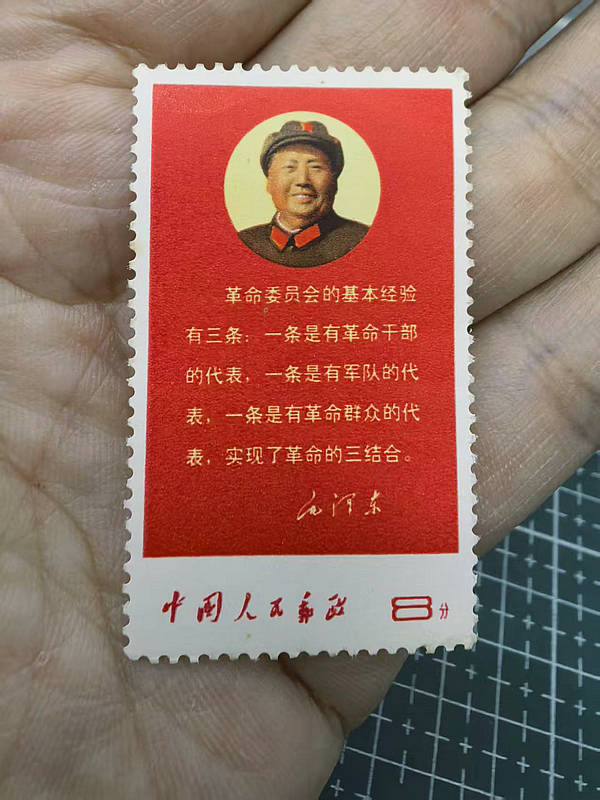 革命委员会的基本经验
有三条：一条是有革命干部
的代表，一条是有军队的代
表，一条是有革命群众的代
表，实现了革命的三结合。
毛泽东
中国人民邮政 8分